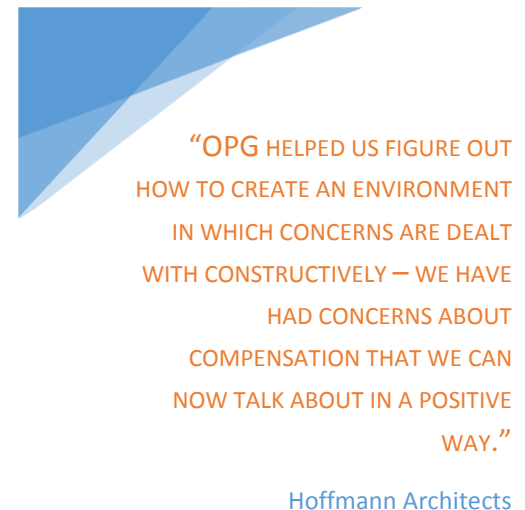 “OPG HELPED US FIGURE OUT
HOW TO CREATE AN ENVIRONMENT
IN WHICH CONCERNS ARE DEALT
WITH CONSTRUCTIVELY – WE HAVE
HAD CONCERNS ABOUT
COMPENSATION THAT WE CAN
NOW TALK ABOUT IN A POSITIVE
WAY.”
Hoffmann Architects